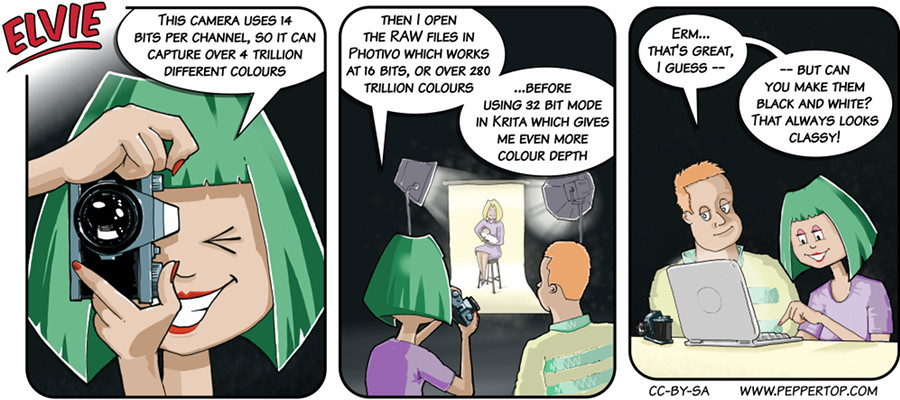 ELVIE
THIS CAMERA USES 14
BITS PER CHANNEL, SO IT CAN
CAPTURE OVER 4 TRILLION
DIFFERENT COLOURS
THEN I OPEN
THE RAW FILES IN
PHOTIVO WHICH WORKS
AT 16 BITS, OR OVER 280
TRILLION COLOURS
...BEFORE
USING 32 BIT MODE
IN KRITA WHICH GIVES
ME EVEN MORE
COLOUR DEPTH
ERM...
THAT'S GREAT,
I GUESS --
-- BUT CAN
YOU MAKE THEM
BLACK AND WHITE?
THAT ALWAYS LOOKS
CLASSY!
CC-BY-SA WWW.PEPPERTOP.COM